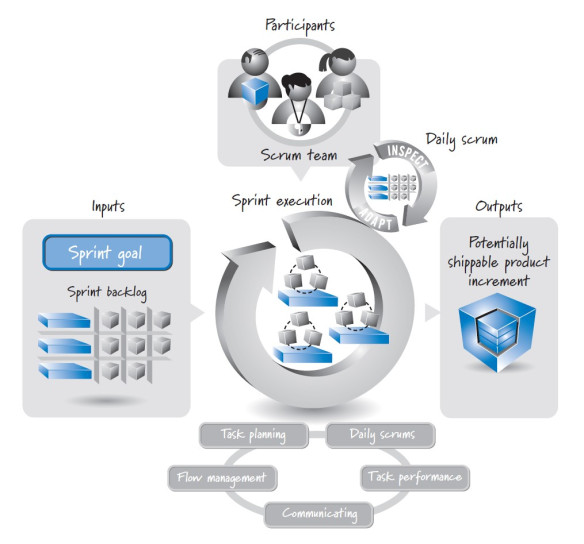 Participants
Scrum team
Daily scrum
INSPECT
ADAPT
Sprint execution
Inputs
Sprint goal
Sprint backlog
Outputs
Potentially
shippable product
increment
Task planning
Daily scrums
Flow management
Task performance
Communicating